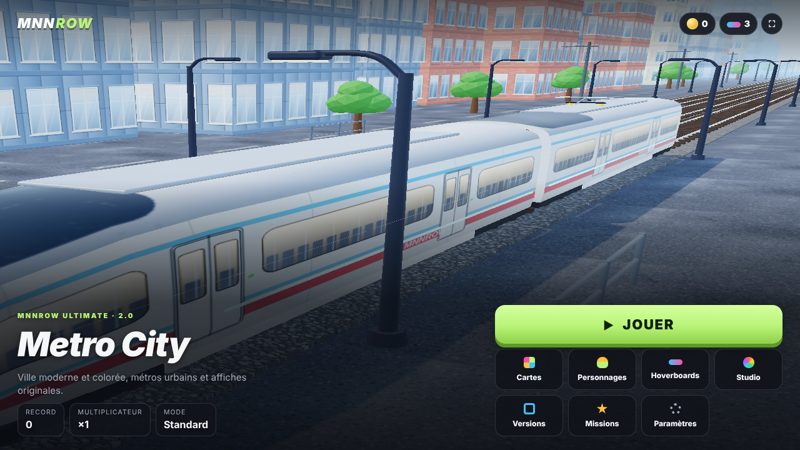 MNNROW
0
3
MNNROW
MNNROW ULTIMATE · 2.0
Metro City
Ville moderne et colorée, métros urbains et affiches
originales.
RECORD
0
MULTIPLICATEUR
×1
MODE
Standard
JOUER
Cartes
Personnages
Hoverboards
Studio
Versions
Missions
Paramètres